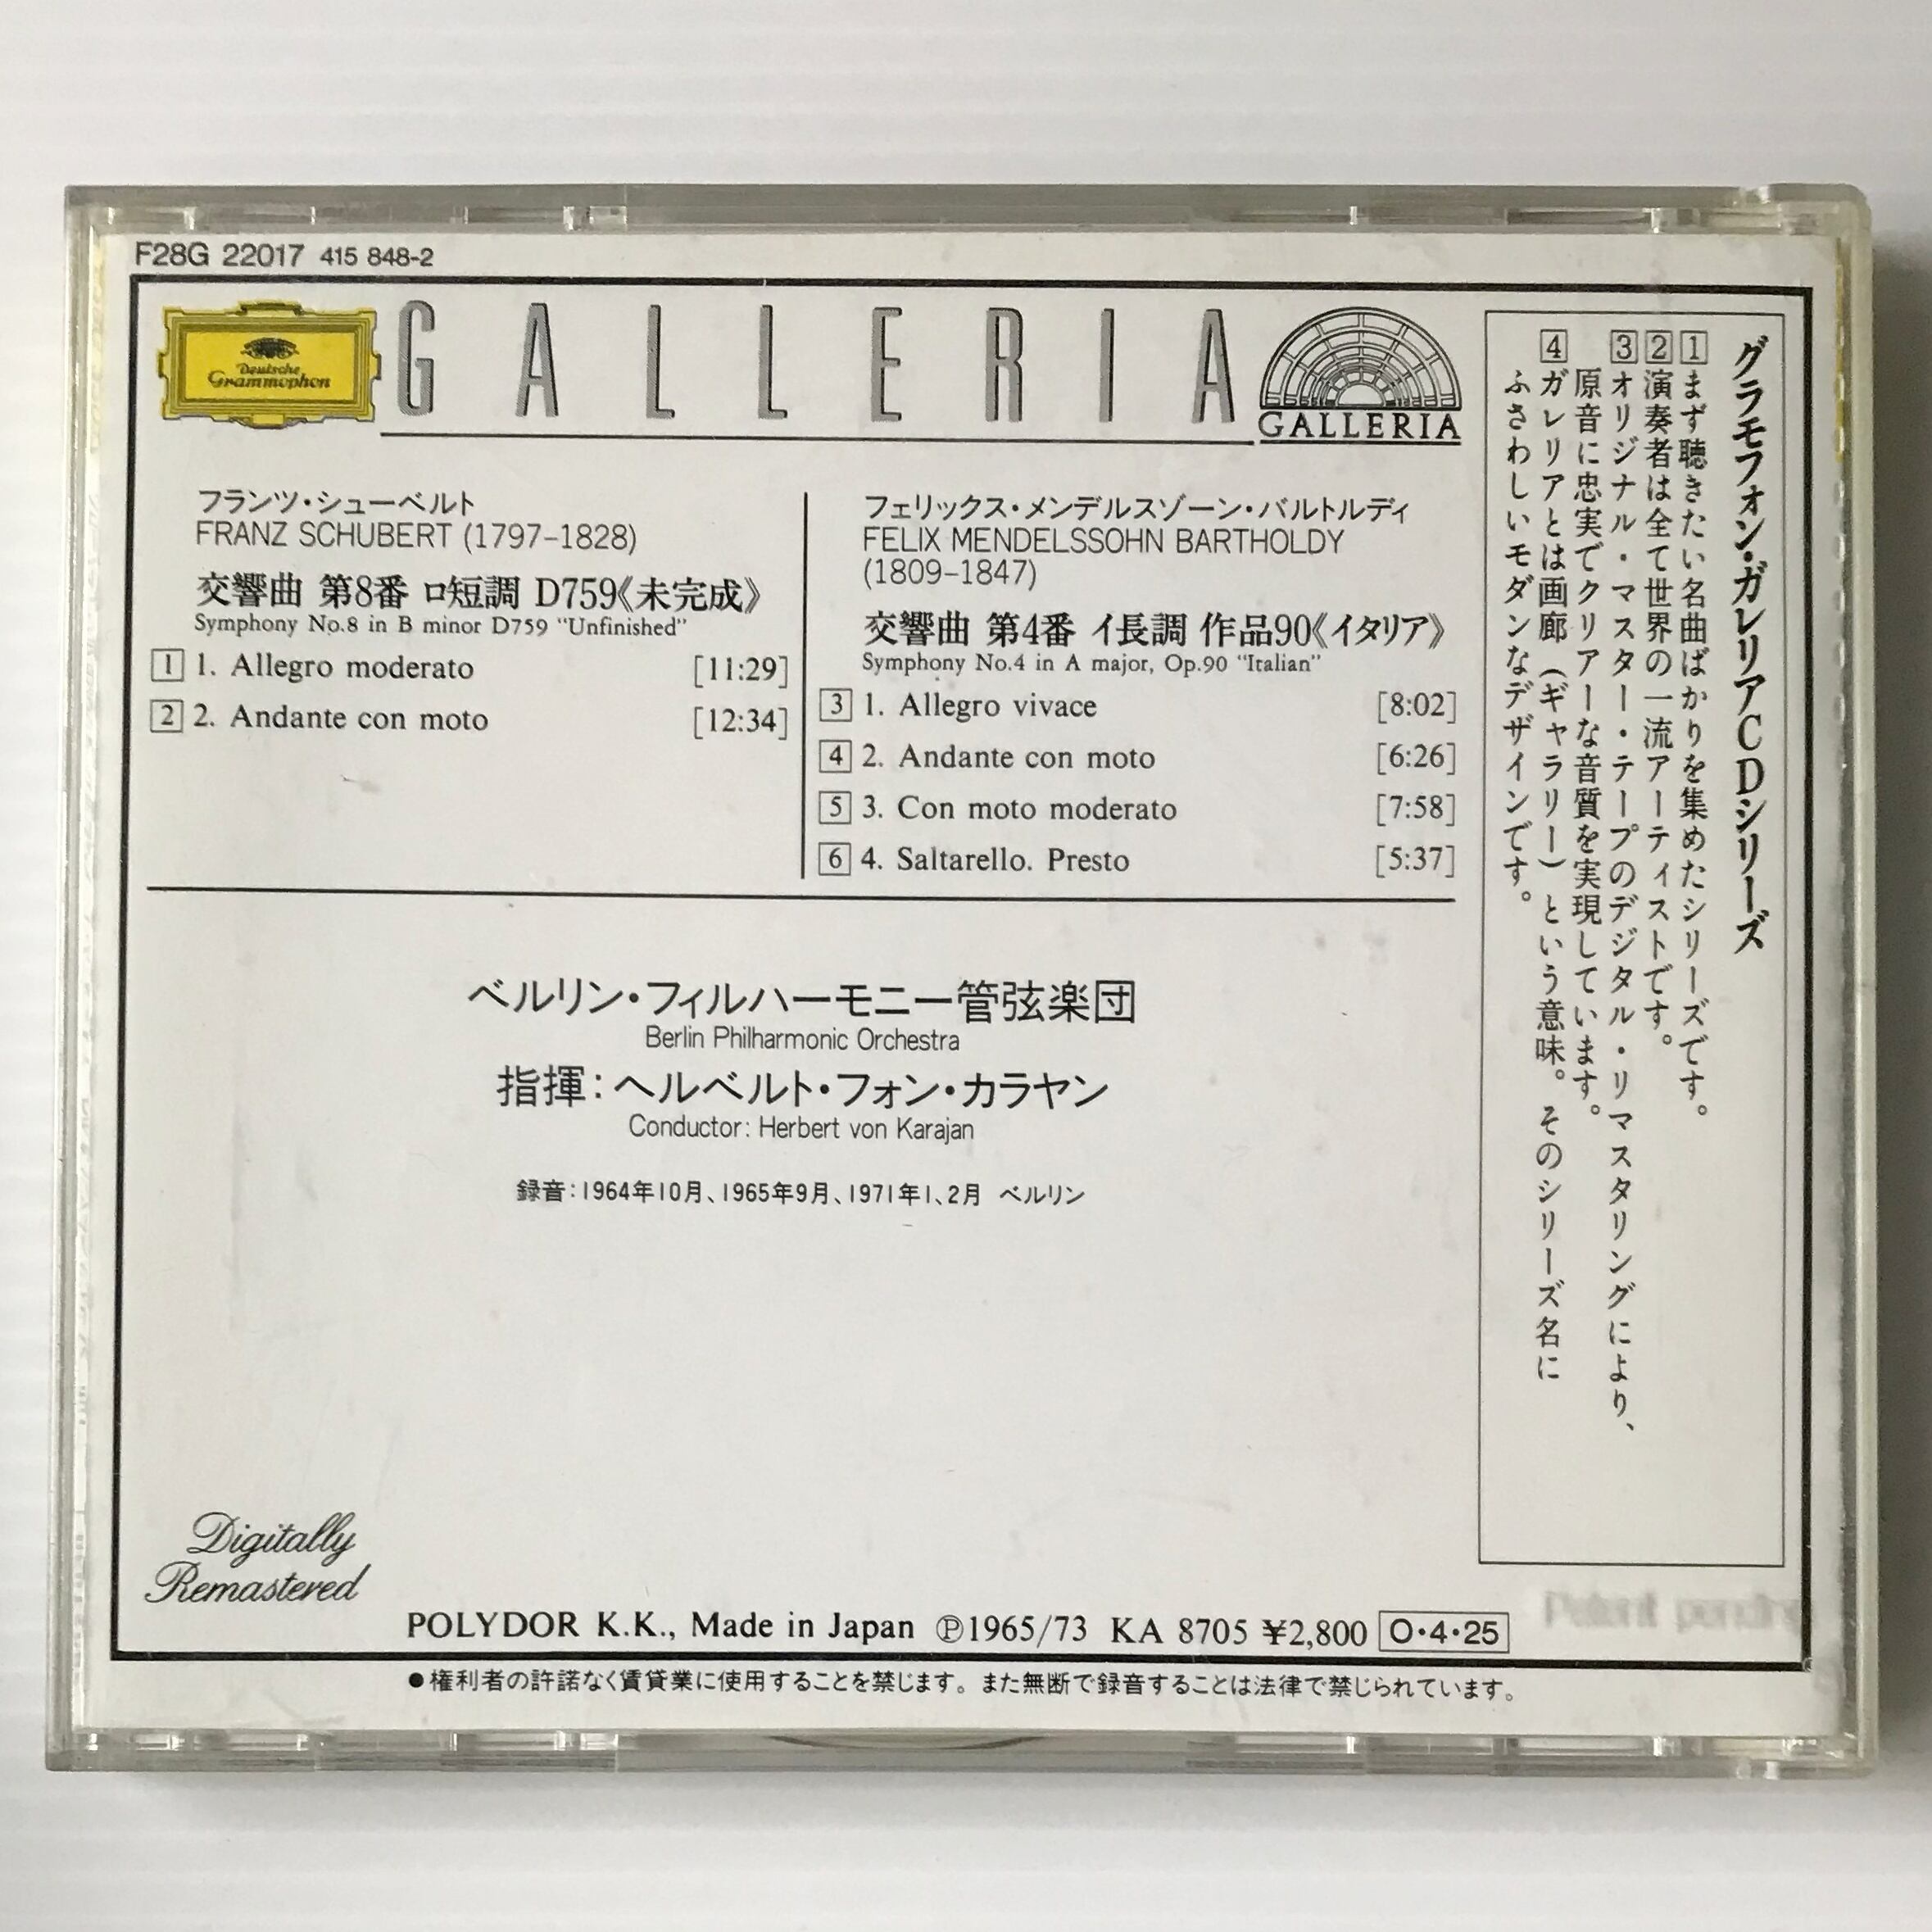 F28G 22017 415 848-2
Deutsche
Grammophon
GALLERIA
GALLERIA
フランツ・シューベルト
FRANZ SCHUBERT (1797–1828)
交響曲 第8番 ロ短調 D759《未完成》
Symphony No.8 in B minor D759 "Unfinished"
1 1. Allegro moderato [11:29]
2 2. Andante con moto [12:34]
フェリックス・メンデルスゾーン・バルトルディ
FELIX MENDELSSOHN BARTHOLDY
(1809–1847)
交響曲 第4番 イ長調 作品90《イタリア》
Symphony No.4 in A major, Op.90 "Italian"
3 1. Allegro vivace [8:02]
4 2. Andante con moto [6:26]
5 3. Con moto moderato [7:58]
6 4. Saltarello. Presto [5:37]
ベルリン・フィルハーモニー管弦楽団
Berlin Philharmonic Orchestra
指揮：ヘルベルト・フォン・カラヤン
Conductor: Herbert von Karajan
録音：1964年10月、1965年9月、1971年1、2月 ベルリン
グラモフォン・ガレリアCDシリーズ
1 まず聴きたい名曲ばかりを集めたシリーズです。
2 演奏者は全て世界の一流アーティストです。
3 オリジナル・マスター・テープのデジタル・リマスタリングにより、
原音に忠実でクリアーな音質を実現しています。
4 ガレリアとは画廊（ギャラリー）という意味。そのシリーズ名に
ふさわしいモダンなデザインです。
Digitally
Remastered
POLYDOR K.K., Made in Japan ℗1965/73 KA 8705 ¥2,800 O・4・25
Patent pending
●権利者の許諾なく賃貸業に使用することを禁じます。また無断で録音することは法律で禁じられています。